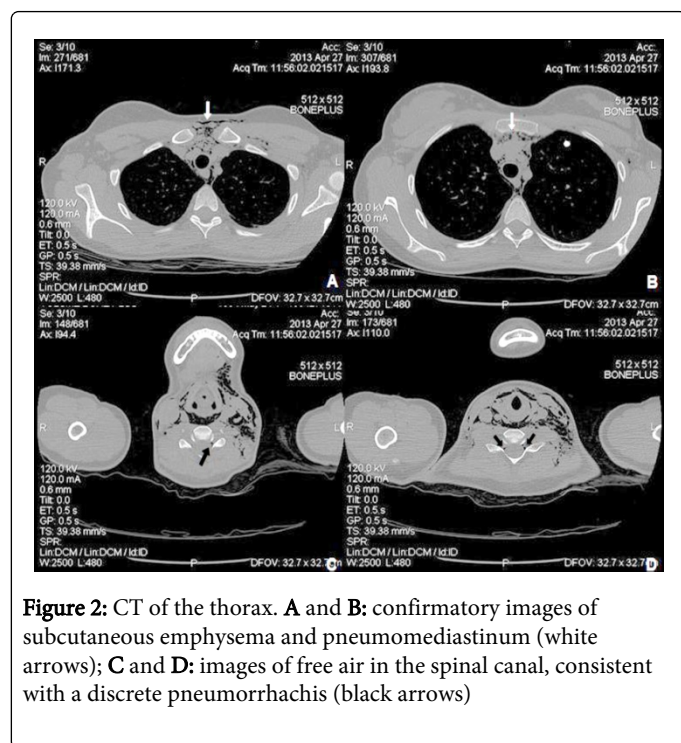 Se: 3/10
Im: 271/681
Ax: I171.3
Acc:
2013 Apr 27
Acq Tm: 11:56:02.021517
512 x 512
BONEPLUS
R
L
120.0 kV
120.0 mA
0.6 mm
Tilt: 0.0
ET: 0.5 s
GP: 0.5 s
TS: 39.38 mm/s
SPR:
Lin:DCM / Lin:DCM / Id:ID
W:2500 L:480
P
DFOV: 32.7 x 32.7cm
A
Se: 3/10
Im: 307/681
Ax: I193.8
Acc:
2013 Apr 27
Acq Tm: 11:56:02.021517
512 x 512
BONEPLUS
R
L
120.0 kV
120.0 mA
0.6 mm
Tilt: 0.0
ET: 0.5 s
GP: 0.5 s
TS: 39.38 mm/s
SPR:
Lin:DCM / Lin:DCM / Id:ID
W:2500 L:480
P
DFOV: 32.7 x 32.7cm
B
Se: 3/10
Im: 148/681
Ax: I94.4
Acc:
2013 Apr 27
Acq Tm: 11:56:02.021517
512 x 512
BONEPLUS
R
L
120.0 kV
120.0 mA
0.6 mm
Tilt: 0.0
ET: 0.5 s
GP: 0.5 s
TS: 39.38 mm/s
SPR:
Lin:DCM / Lin:DCM / Id:ID
W:2500 L:480
P
DFOV: 32.7 x 32.7cm
C
Se: 3/10
Im: 173/681
Ax: I110.0
Acc:
2013 Apr 27
Acq Tm: 11:56:02.021517
512 x 512
BONEPLUS
R
L
120.0 kV
120.0 mA
0.6 mm
Tilt: 0.0
ET: 0.5 s
GP: 0.5 s
TS: 39.38 mm/s
SPR:
Lin:DCM / Lin:DCM / Id:ID
W:2500 L:480
P
DFOV: 32.7 x 32.7cm
D
Figure 2: CT of the thorax. A and B: confirmatory images of
subcutaneous emphysema and pneumomediastinum (white
arrows); C and D: images of free air in the spinal canal, consistent
with a discrete pneumorrhachis (black arrows)